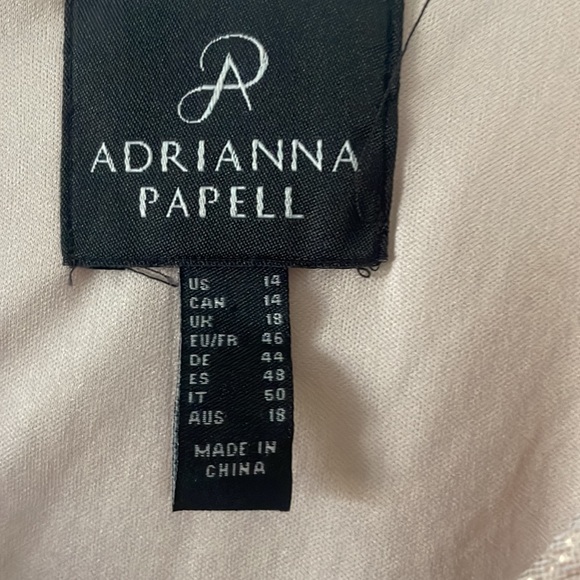 AP
ADRIANNA
PAPELL
US 14
CAN 14
UK 18
EU/FR 46
DE 44
ES 48
IT 50
AUS 18
MADE IN
CHINA